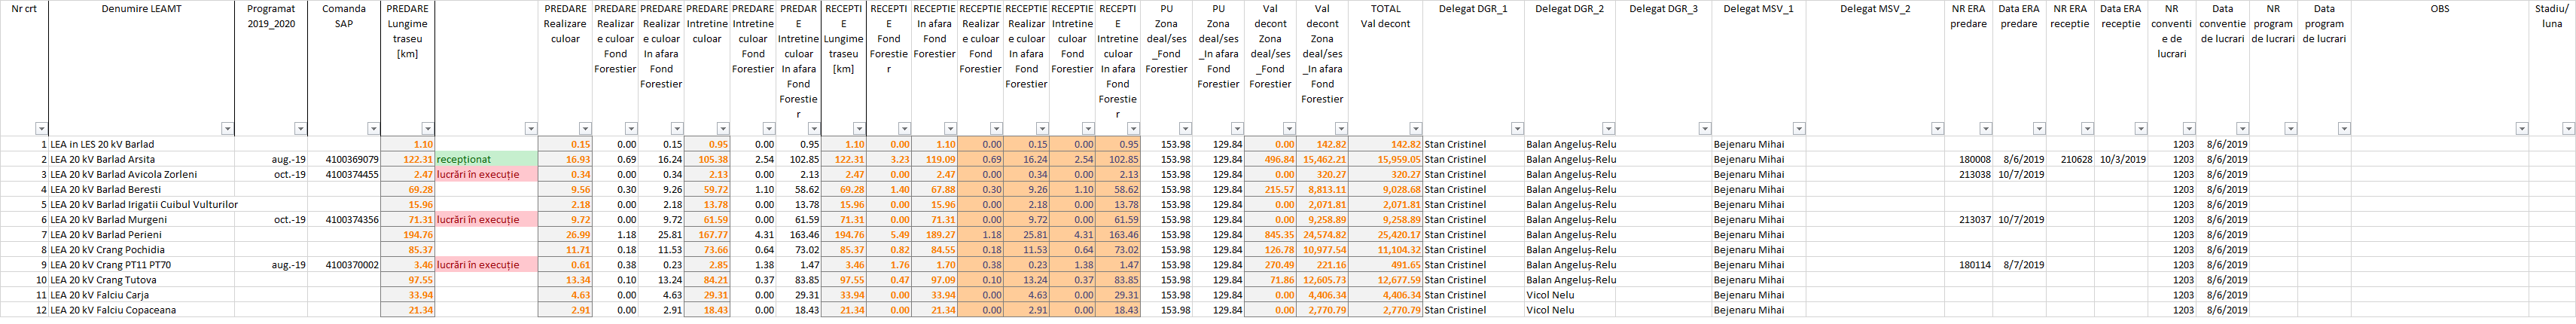 Nr crt Denumire LEAMT Programat 2019_2020 Comanda SAP PREDARE Lungime traseu [km] PREDARE Realizare culoar PREDARE Realizar e culoar Fond Forestier PREDARE Realizar e culoar In afara Fond Forestier PREDARE Intretine culoar PREDARE Intretine culoar Fond Forestier PREDAR E Intretine culoar In afara Fond Forestie r RECEPTI E Lungime traseu [km] RECEPTI E Fond Forestie r RECEPTIE In afara Fond Forestier RECEPTIE Realizar e culoar Fond Forestier RECEPTIE Realizar e culoar In afara Fond Forestier RECEPTIE Intretine culoar Fond Forestier RECEPTI E Intretine culoar In afara Fond Forestie r PU Zona deal/ses _Fond Forestier PU Zona deal/ses _In afara Fond Forestier Val decont Zona deal/ses _Fond Forestier Val decont Zona deal/ses _In afara Fond Forestier TOTAL Val decont Delegat DGR_1 Delegat DGR_2 Delegat DGR_3 Delegat MSV_1 Delegat MSV_2 NR ERA predare Data ERA predare NR ERA receptie Data ERA receptie NR conventi e de lucrari Data conventie de lucrari NR program de lucrari Data program de lucrari OBS Stadiu/ luna
1 LEA in LES 20 kV Barlad 1.10 0.15 0.00 0.15 0.95 0.00 0.95 1.10 0.00 1.10 0.00 0.15 0.00 0.95 153.98 129.84 0.00 142.82 142.82 Stan Cristinel Balan Angeluș-Relu Bejenaru Mihai 1203 8/6/2019
2 LEA 20 kV Barlad Arsita aug.-19 4100369079 122.31 recepționat 16.93 0.69 16.24 105.38 2.54 102.85 122.31 3.23 119.09 0.69 16.24 2.54 102.85 153.98 129.84 496.84 15,462.21 15,959.05 Stan Cristinel Balan Angeluș-Relu Bejenaru Mihai 180008 8/6/2019 210628 10/3/2019 1203 8/6/2019
3 LEA 20 kV Barlad Avicola Zorleni oct.-19 4100374455 2.47 lucrări în execuție 0.34 0.00 0.34 2.13 0.00 2.13 2.47 0.00 2.47 0.00 0.34 0.00 2.13 153.98 129.84 0.00 320.27 320.27 Stan Cristinel Balan Angeluș-Relu Bejenaru Mihai 213038 10/7/2019 1203 8/6/2019
4 LEA 20 kV Barlad Beresti 69.28 9.56 0.30 9.26 59.72 1.10 58.62 69.28 1.40 67.88 0.30 9.26 1.10 58.62 153.98 129.84 215.57 8,813.11 9,028.68 Stan Cristinel Balan Angeluș-Relu Bejenaru Mihai 1203 8/6/2019
5 LEA 20 kV Barlad Irigatii Cuibul Vulturilor 15.96 2.18 0.00 2.18 13.78 0.00 13.78 15.96 0.00 15.96 0.00 2.18 0.00 13.78 153.98 129.84 0.00 2,071.81 2,071.81 Stan Cristinel Balan Angeluș-Relu Bejenaru Mihai 1203 8/6/2019
6 LEA 20 kV Barlad Murgeni oct.-19 4100374356 71.31 lucrări în execuție 9.72 0.00 9.72 61.59 0.00 61.59 71.31 0.00 71.31 0.00 9.72 0.00 61.59 153.98 129.84 0.00 9,258.89 9,258.89 Stan Cristinel Balan Angeluș-Relu Bejenaru Mihai 213037 10/7/2019 1203 8/6/2019
7 LEA 20 kV Barlad Perieni 194.76 26.99 1.18 25.81 167.77 4.31 163.46 194.76 5.49 189.27 1.18 25.81 4.31 163.46 153.98 129.84 845.35 24,574.82 25,420.17 Stan Cristinel Balan Angeluș-Relu Bejenaru Mihai 1203 8/6/2019
8 LEA 20 kV Crang Pochidia 85.37 11.71 0.18 11.53 73.66 0.64 73.02 85.37 0.82 84.55 0.18 11.53 0.64 73.02 153.98 129.84 126.78 10,977.54 11,104.32 Stan Cristinel Balan Angeluș-Relu Bejenaru Mihai 1203 8/6/2019
9 LEA 20 kV Crang PT11 PT70 aug.-19 4100370002 3.46 lucrări în execuție 0.61 0.38 0.23 2.85 1.38 1.47 3.46 1.76 1.70 0.38 0.23 1.38 1.47 153.98 129.84 270.49 221.16 491.65 Stan Cristinel Balan Angeluș-Relu Bejenaru Mihai 180114 8/7/2019 1203 8/6/2019
10 LEA 20 kV Crang Tutova 97.55 13.34 0.10 13.24 84.21 0.37 83.85 97.55 0.47 97.09 0.10 13.24 0.37 83.85 153.98 129.84 71.86 12,605.73 12,677.59 Stan Cristinel Balan Angeluș-Relu Bejenaru Mihai 1203 8/6/2019
11 LEA 20 kV Falciu Carja 33.94 4.63 0.00 4.63 29.31 0.00 29.31 33.94 0.00 33.94 0.00 4.63 0.00 29.31 153.98 129.84 0.00 4,406.34 4,406.34 Stan Cristinel Vicol Nelu Bejenaru Mihai 1203 8/6/2019
12 LEA 20 kV Falciu Copaceana 21.34 2.91 0.00 2.91 18.43 0.00 18.43 21.34 0.00 21.34 0.00 2.91 0.00 18.43 153.98 129.84 0.00 2,770.79 2,770.79 Stan Cristinel Vicol Nelu Bejenaru Mihai 1203 8/6/2019